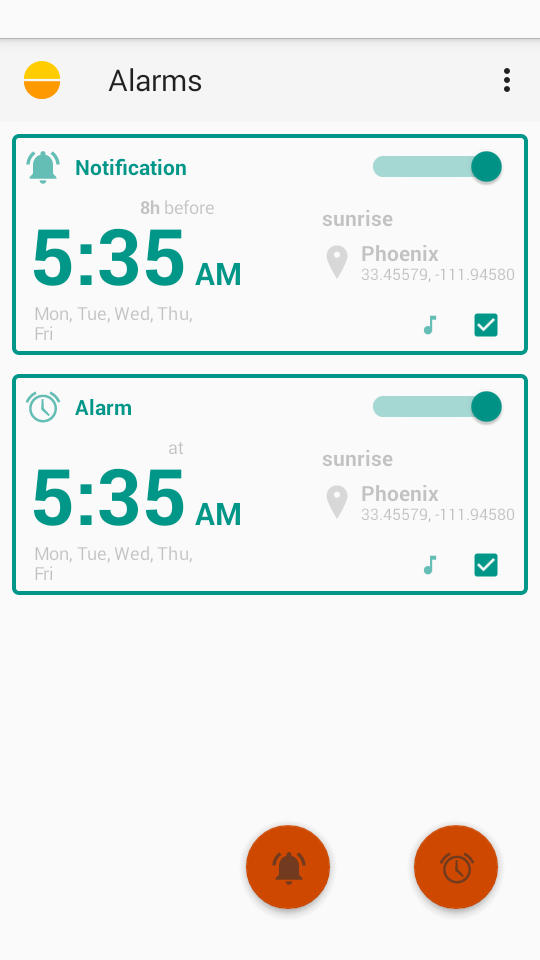 Alarms
Notification
8h before
5:35 AM
Mon, Tue, Wed, Thu,
Fri
sunrise
Phoenix
33.45579, -111.94580
Alarm
at
5:35 AM
Mon, Tue, Wed, Thu,
Fri
sunrise
Phoenix
33.45579, -111.94580